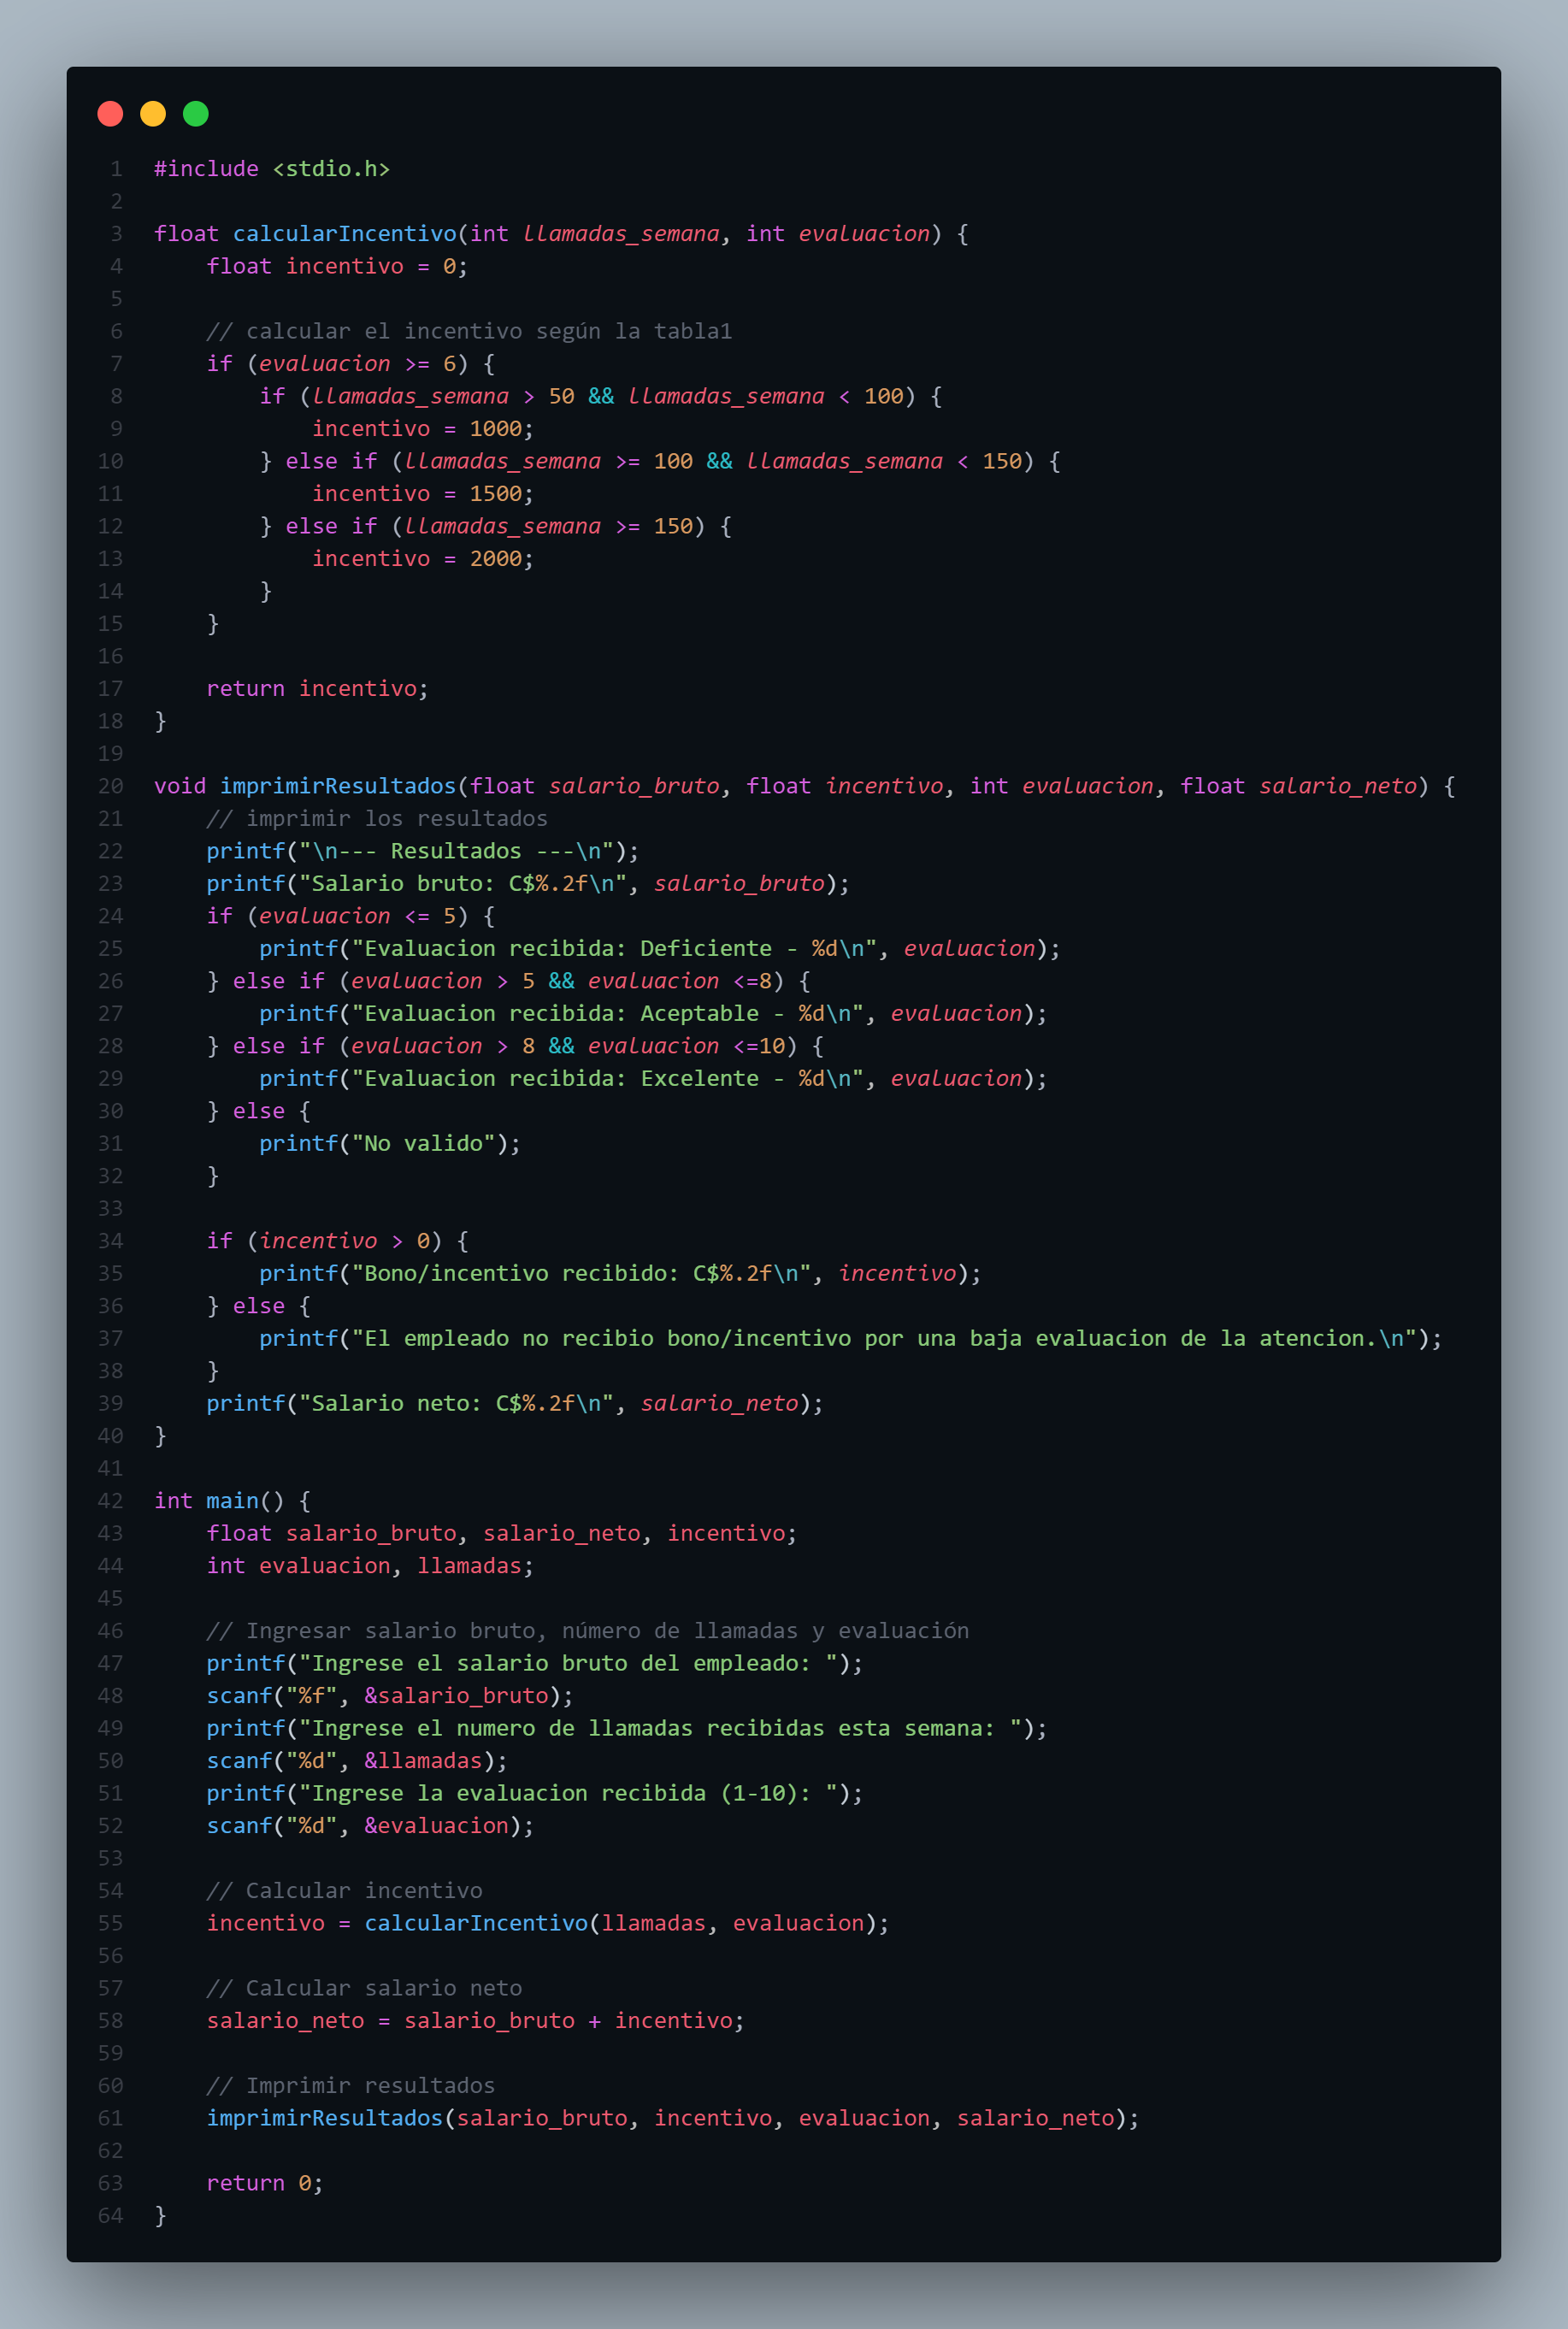 1 #include <stdio.h>
2
3 float calcularIncentivo(int llamadas_semana, int evaluacion) {
4     float incentivo = 0;
5
6     // calcular el incentivo según la tabla1
7     if (evaluacion >= 6) {
8         if (llamadas_semana > 50 && llamadas_semana < 100) {
9             incentivo = 1000;
10         } else if (llamadas_semana >= 100 && llamadas_semana < 150) {
11             incentivo = 1500;
12         } else if (llamadas_semana >= 150) {
13             incentivo = 2000;
14         }
15     }
16
17     return incentivo;
18 }
19
20 void imprimirResultados(float salario_bruto, float incentivo, int evaluacion, float salario_neto) {
21     // imprimir los resultados
22     printf("\n--- Resultados ---\n");
23     printf("Salario bruto: C$%.2f\n", salario_bruto);
24     if (evaluacion <= 5) {
25         printf("Evaluacion recibida: Deficiente - %d\n", evaluacion);
26     } else if (evaluacion > 5 && evaluacion <=8) {
27         printf("Evaluacion recibida: Aceptable - %d\n", evaluacion);
28     } else if (evaluacion > 8 && evaluacion <=10) {
29         printf("Evaluacion recibida: Excelente - %d\n", evaluacion);
30     } else {
31         printf("No valido");
32     }
33
34     if (incentivo > 0) {
35         printf("Bono/incentivo recibido: C$%.2f\n", incentivo);
36     } else {
37         printf("El empleado no recibio bono/incentivo por una baja evaluacion de la atencion.\n");
38     }
39     printf("Salario neto: C$%.2f\n", salario_neto);
40 }
41
42 int main() {
43     float salario_bruto, salario_neto, incentivo;
44     int evaluacion, llamadas;
45
46     // Ingresar salario bruto, número de llamadas y evaluación
47     printf("Ingrese el salario bruto del empleado: ");
48     scanf("%f", &salario_bruto);
49     printf("Ingrese el numero de llamadas recibidas esta semana: ");
50     scanf("%d", &llamadas);
51     printf("Ingrese la evaluacion recibida (1-10): ");
52     scanf("%d", &evaluacion);
53
54     // Calcular incentivo
55     incentivo = calcularIncentivo(llamadas, evaluacion);
56
57     // Calcular salario neto
58     salario_neto = salario_bruto + incentivo;
59
60     // Imprimir resultados
61     imprimirResultados(salario_bruto, incentivo, evaluacion, salario_neto);
62
63     return 0;
64 }